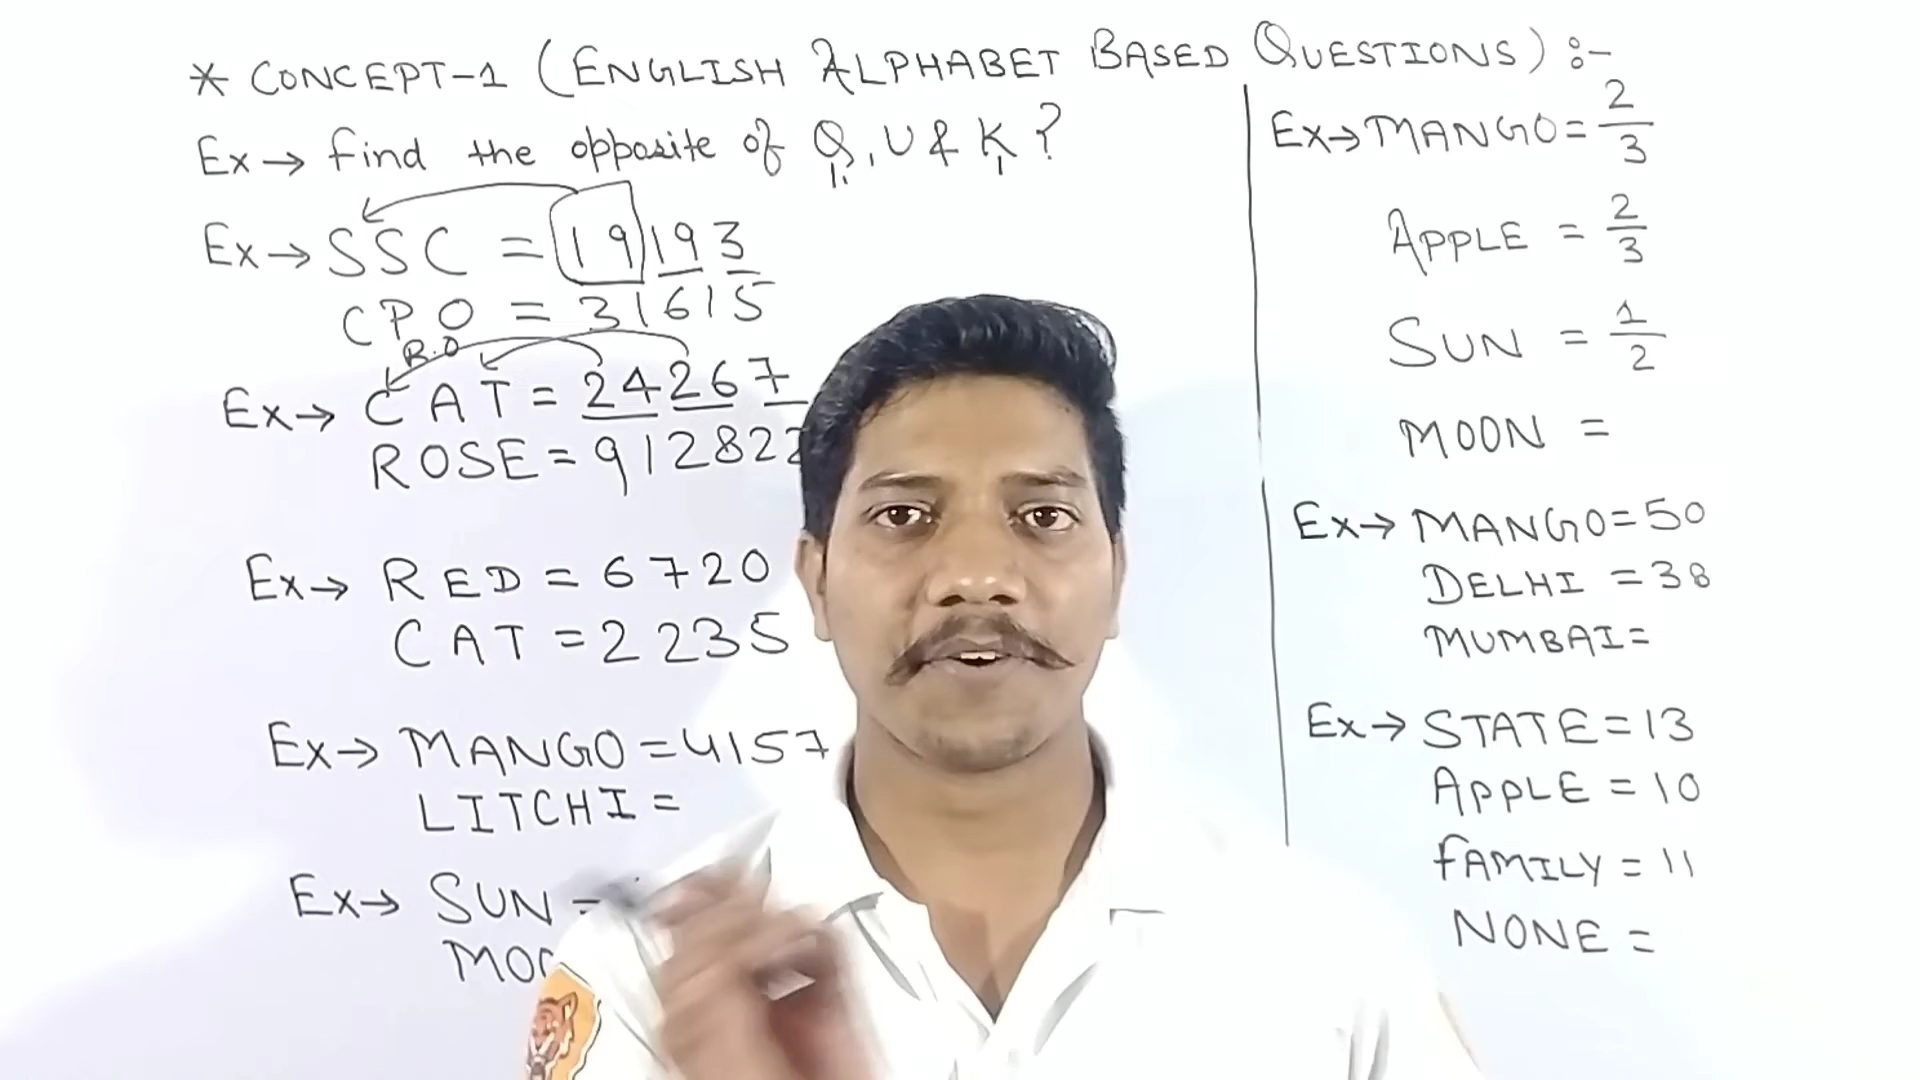 * CONCEPT-1 (ENGLISH ALPHABET BASED QUESTIONS) :-
Ex→ find the opposite of Q, U & K?
Ex→ SSC = 19193
CPO = 31615
B.O
Ex→ CAT = 24267
ROSE = 912822
Ex→ RED = 6720
CAT = 2235
Ex→ MANGO = 4157
LITCHI =
Ex→ SUN =
MOO
Ex→ MANGO = 2/3
APPLE = 2/3
SUN = 1/2
MOON =
Ex→ MANGO = 50
DELHI = 38
MUMBAI =
Ex→ STATE = 13
APPLE = 10
fAMILY = 11
NONE =